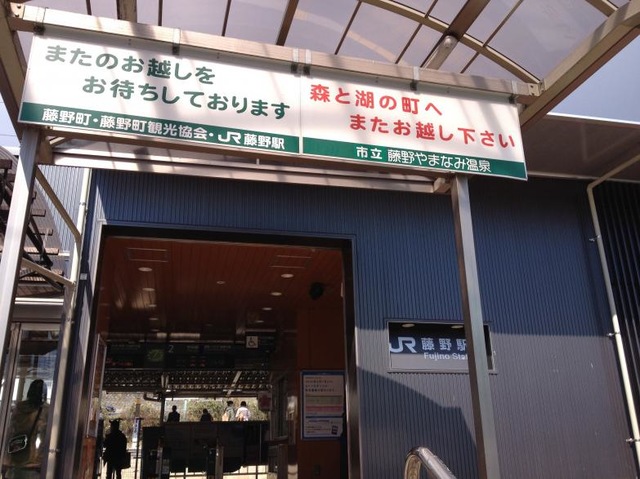 またのお越しを
お待ちしております
藤野町・藤野町観光協会・JR藤野駅
森と湖の町へ
またお越し下さい
市立 藤野やまなみ温泉
JR 藤野駅
Fujino Sta